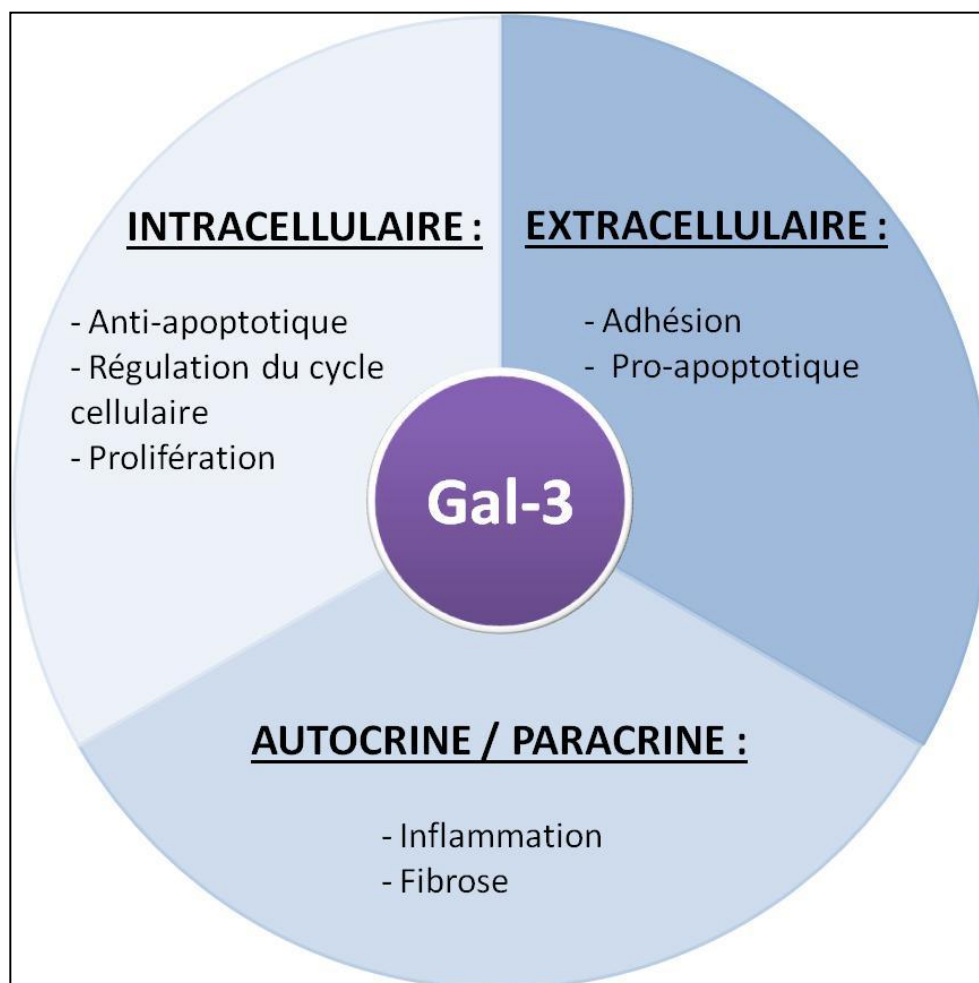 INTRACELLULAIRE :
- Anti-apoptotique
- Régulation du cycle
cellulaire
- Prolifération
EXTRACELLULAIRE :
- Adhésion
- Pro-apoptotique
Gal-3
AUTOCRINE / PARACRINE :
- Inflammation
- Fibrose